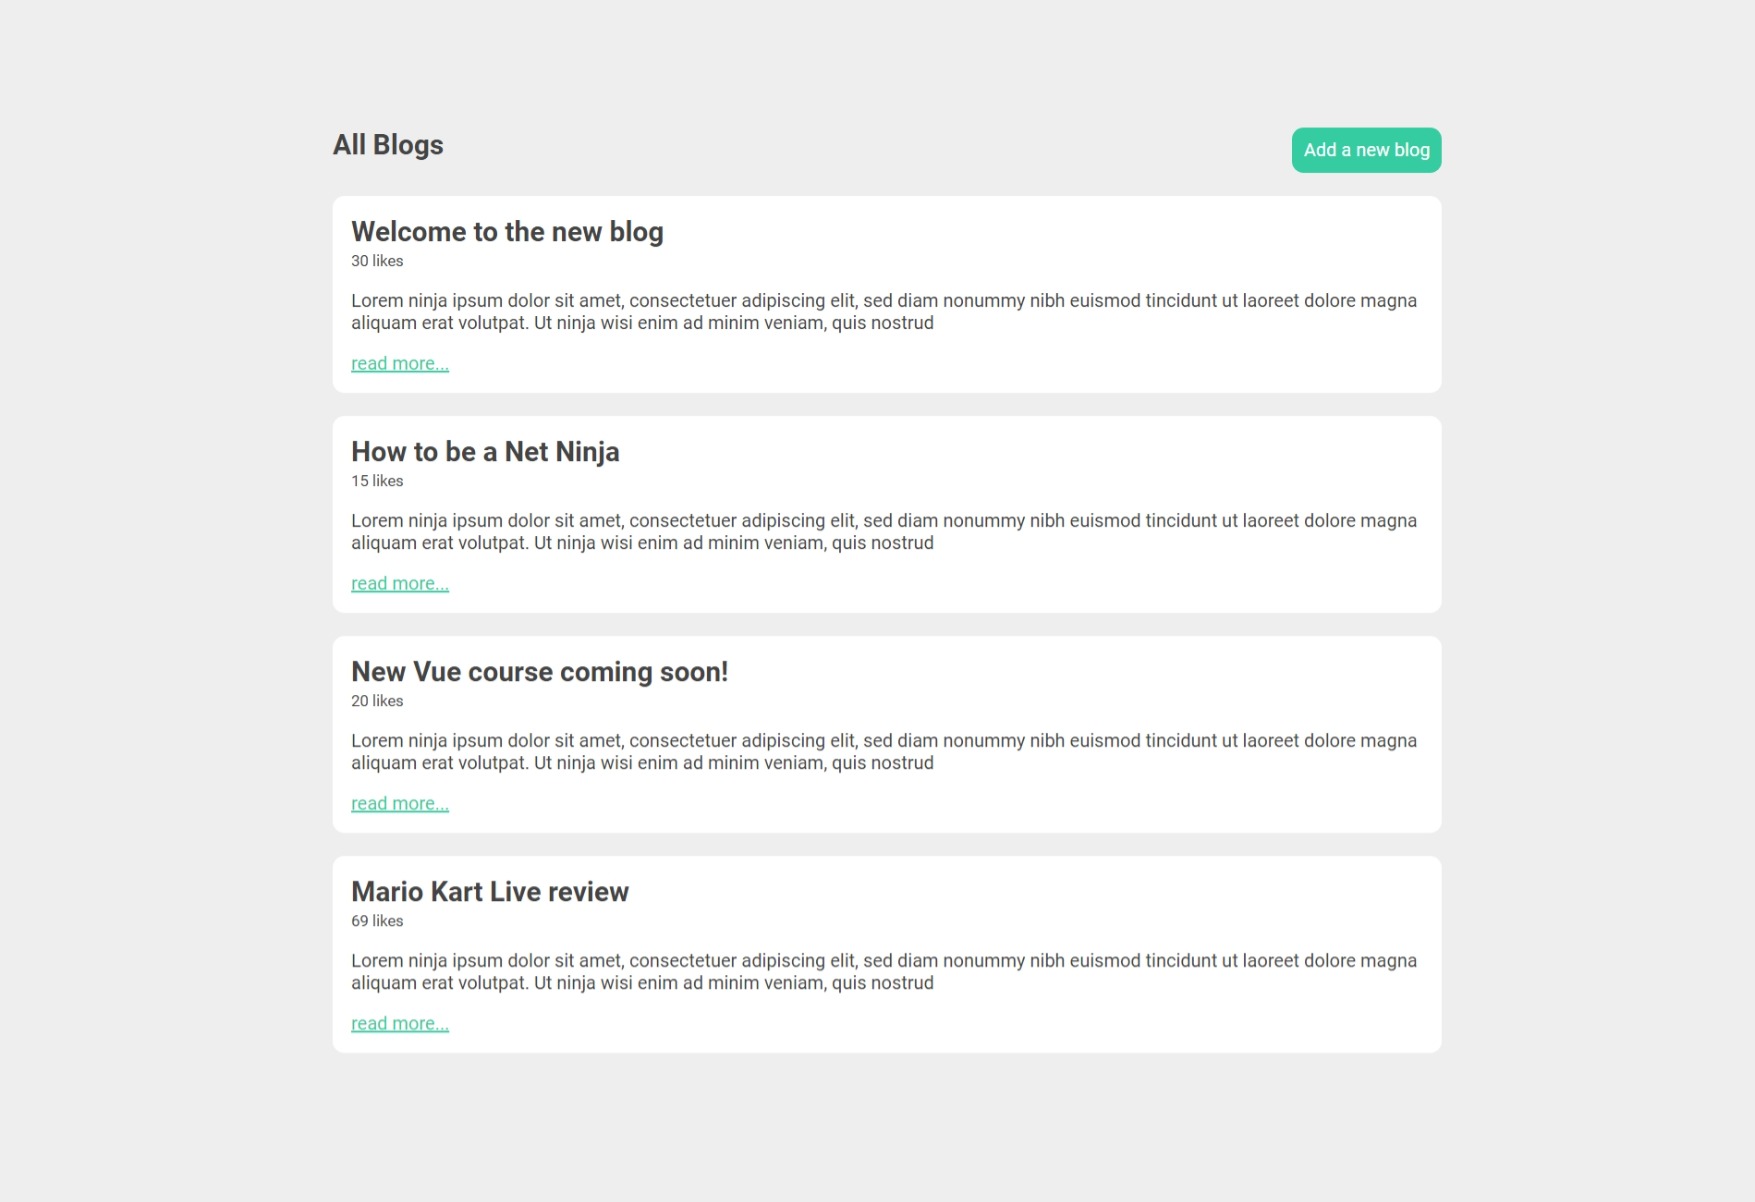 All Blogs
Add a new blog
Welcome to the new blog
30 likes
Lorem ninja ipsum dolor sit amet, consectetuer adipiscing elit, sed diam nonummy nibh euismod tincidunt ut laoreet dolore magna
aliquam erat volutpat. Ut ninja wisi enim ad minim veniam, quis nostrud
read more...
How to be a Net Ninja
15 likes
Lorem ninja ipsum dolor sit amet, consectetuer adipiscing elit, sed diam nonummy nibh euismod tincidunt ut laoreet dolore magna
aliquam erat volutpat. Ut ninja wisi enim ad minim veniam, quis nostrud
read more...
New Vue course coming soon!
20 likes
Lorem ninja ipsum dolor sit amet, consectetuer adipiscing elit, sed diam nonummy nibh euismod tincidunt ut laoreet dolore magna
aliquam erat volutpat. Ut ninja wisi enim ad minim veniam, quis nostrud
read more...
Mario Kart Live review
69 likes
Lorem ninja ipsum dolor sit amet, consectetuer adipiscing elit, sed diam nonummy nibh euismod tincidunt ut laoreet dolore magna
aliquam erat volutpat. Ut ninja wisi enim ad minim veniam, quis nostrud
read more...